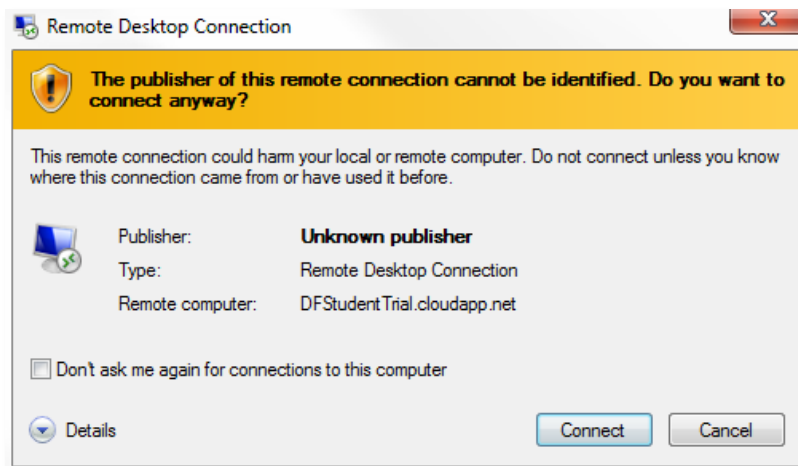 Remote Desktop Connection
The publisher of this remote connection cannot be identified. Do you want to
connect anyway?
This remote connection could harm your local or remote computer. Do not connect unless you know
where this connection came from or have used it before.
Publisher: Unknown publisher
Type: Remote Desktop Connection
Remote computer: DFStudentTrial.cloudapp.net
Don't ask me again for connections to this computer
Details Connect Cancel